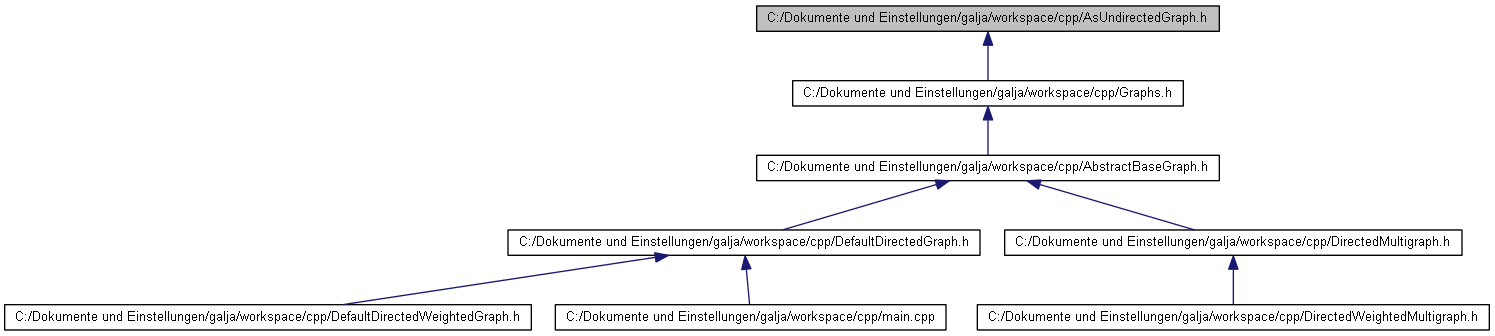 C:/Dokumente und Einstellungen/galja/workspace/cpp/AsUndirectedGraph.h
C:/Dokumente und Einstellungen/galja/workspace/cpp/Graphs.h
C:/Dokumente und Einstellungen/galja/workspace/cpp/AbstractBaseGraph.h
C:/Dokumente und Einstellungen/galja/workspace/cpp/DefaultDirectedGraph.h
C:/Dokumente und Einstellungen/galja/workspace/cpp/DirectedMultigraph.h
C:/Dokumente und Einstellungen/galja/workspace/cpp/DefaultDirectedWeightedGraph.h
C:/Dokumente und Einstellungen/galja/workspace/cpp/main.cpp
C:/Dokumente und Einstellungen/galja/workspace/cpp/DirectedWeightedMultigraph.h